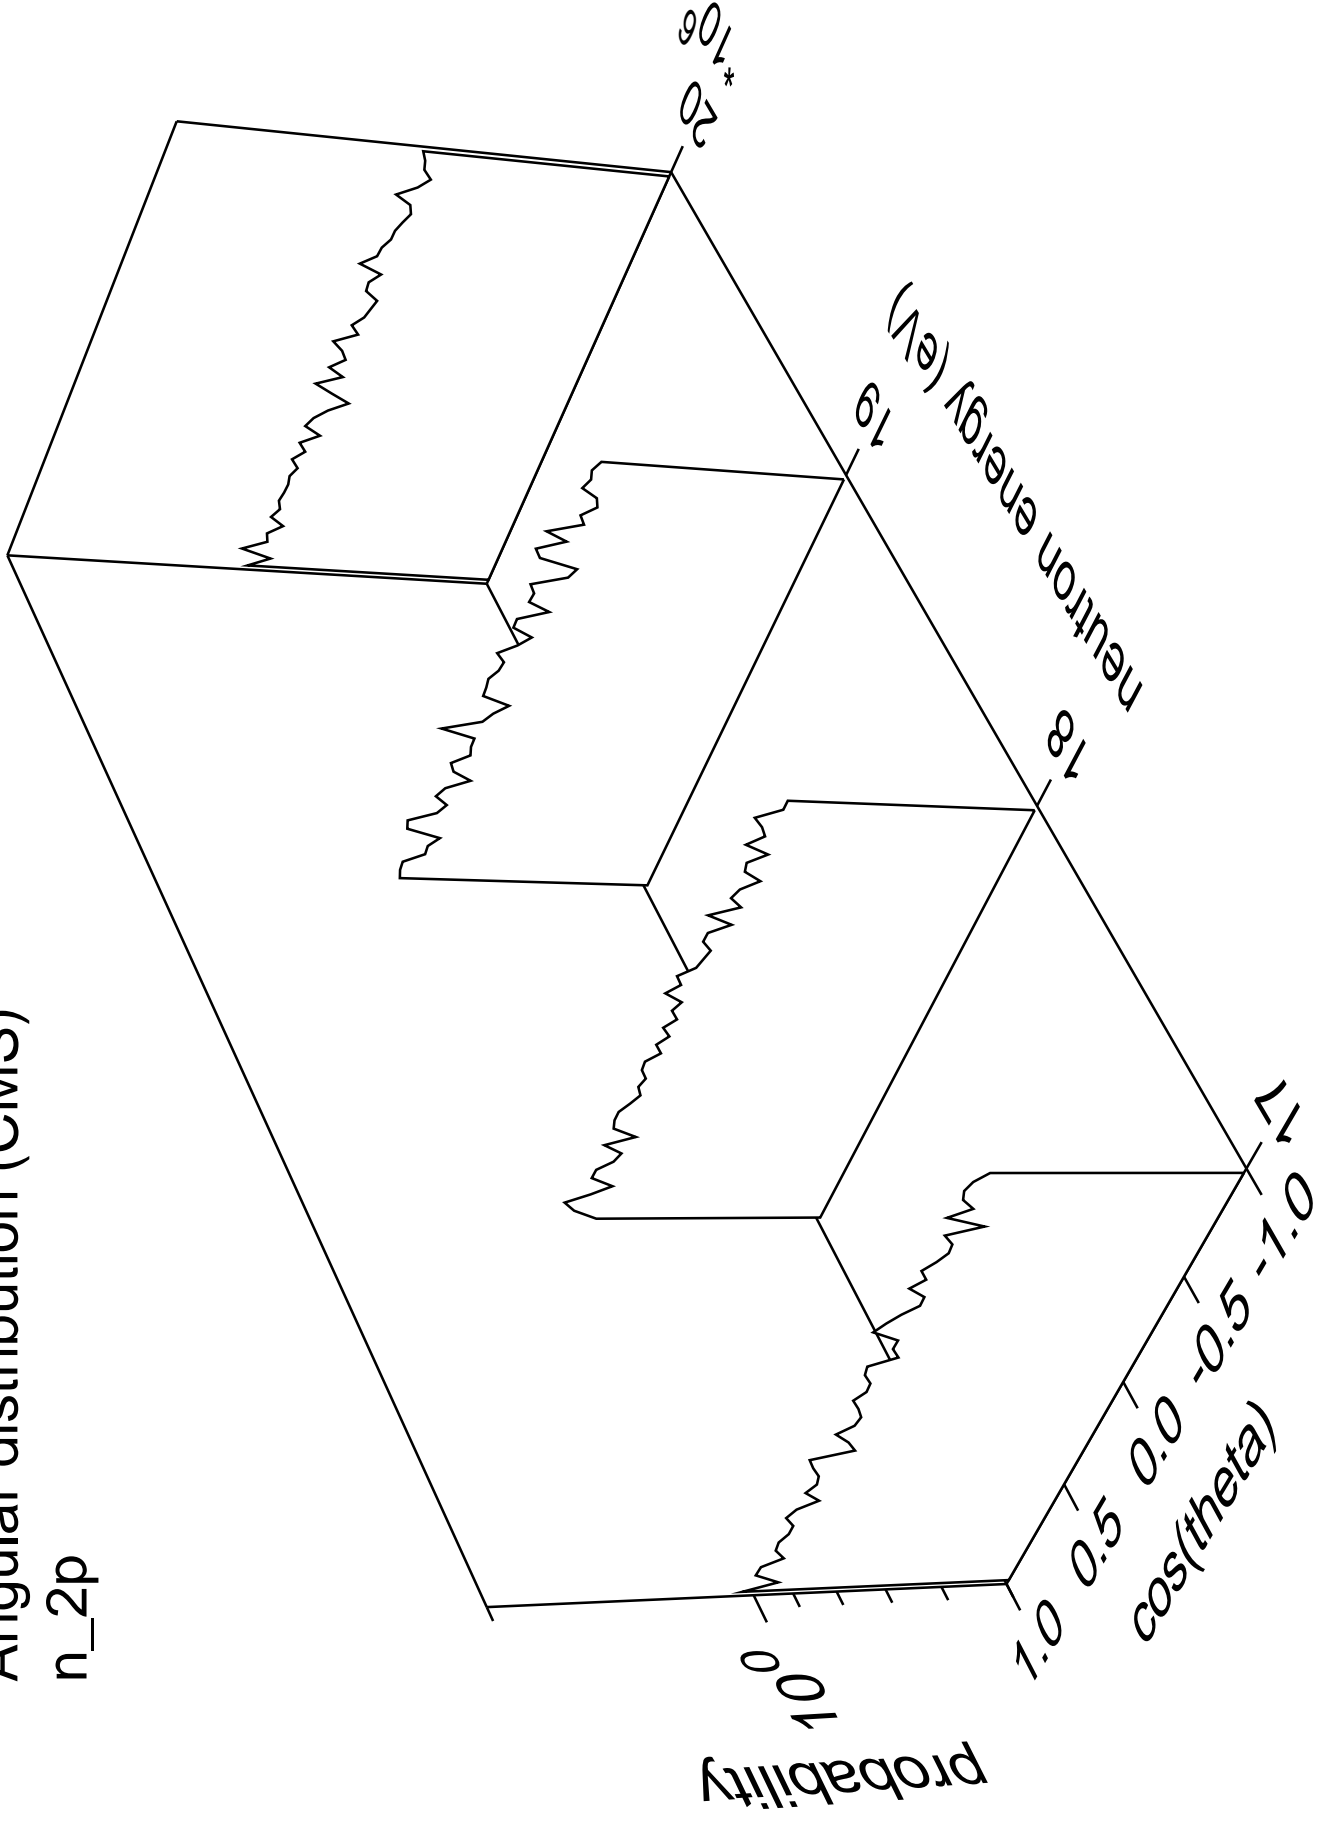 Angular distribution (CMS)
n_2p
probability
10^0
1.0 0.5 0.0 -0.5 -1.0
cos(theta)
17 18 19 20
*10^6
neutron energy (eV)